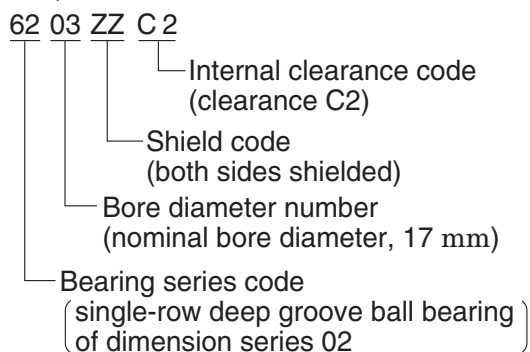 62 03 ZZ C 2
Internal clearance code
(clearance C2)
Shield code
(both sides shielded)
Bore diameter number
(nominal bore diameter, 17 mm)
Bearing series code
(single-row deep groove ball bearing
of dimension series 02)